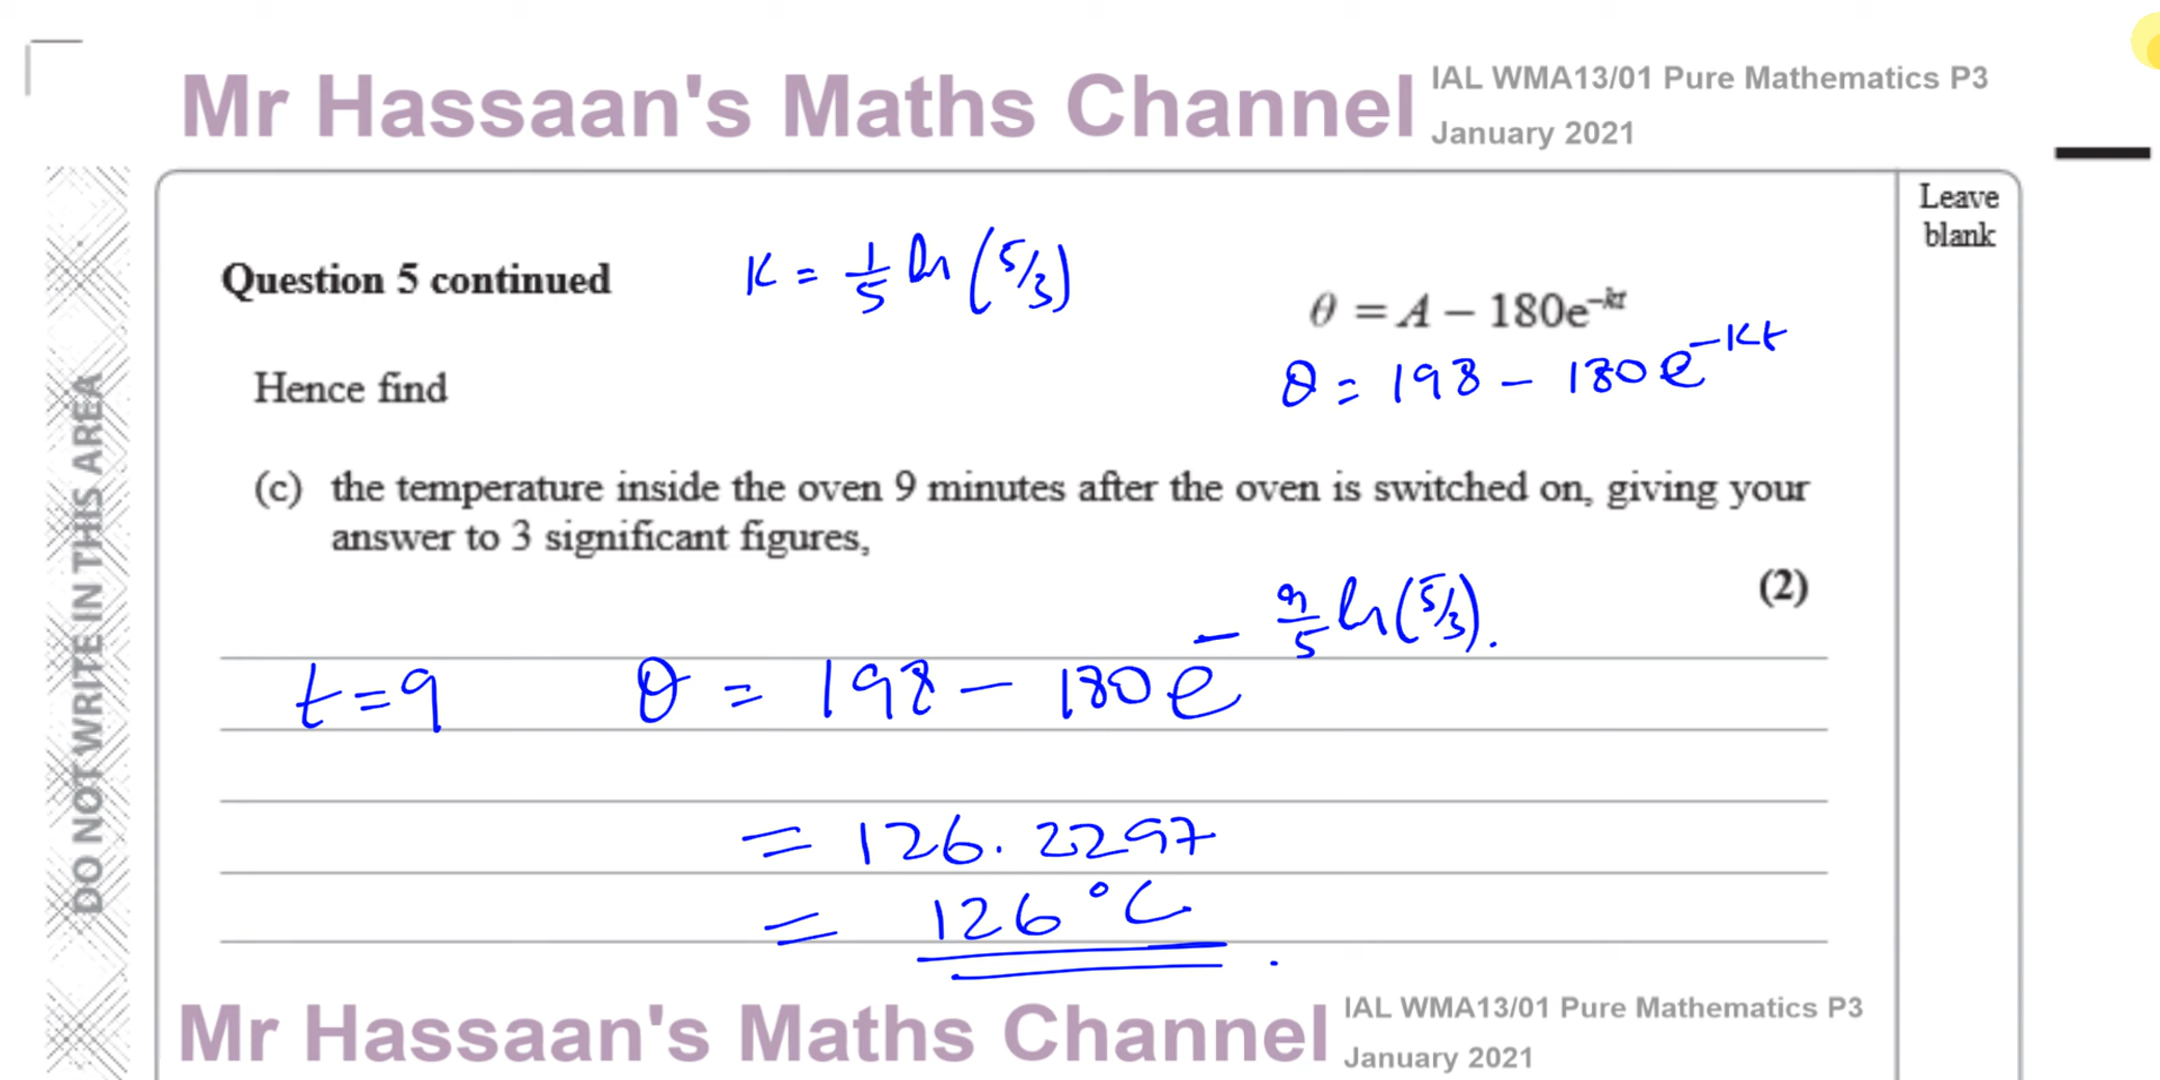 Mr Hassaan's Maths Channel
IAL WMA13/01 Pure Mathematics P3
January 2021
Leave
blank
Question 5 continued
K = 1/5 ln (5/3)
θ = A − 180e^−kt
θ = 198 − 180e^−Kt
Hence find
(c) the temperature inside the oven 9 minutes after the oven is switched on, giving your
answer to 3 significant figures,
(2)
t=9 θ = 198 − 180e^−9/5 ln(5/3).
= 126.2297
= 126°C
DO NOT WRITE IN THIS AREA
Mr Hassaan's Maths Channel
IAL WMA13/01 Pure Mathematics P3
January 2021